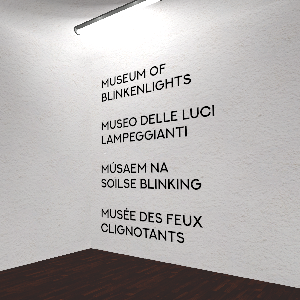 MUSEUM OF
BLINKENLIGHTS
MUSEO DELLE LUCI
LAMPEGGIANTI
MÚSAEM NA
SOILSE BLINKING
MUSÉE DES FEUX
CLIGNOTANTS